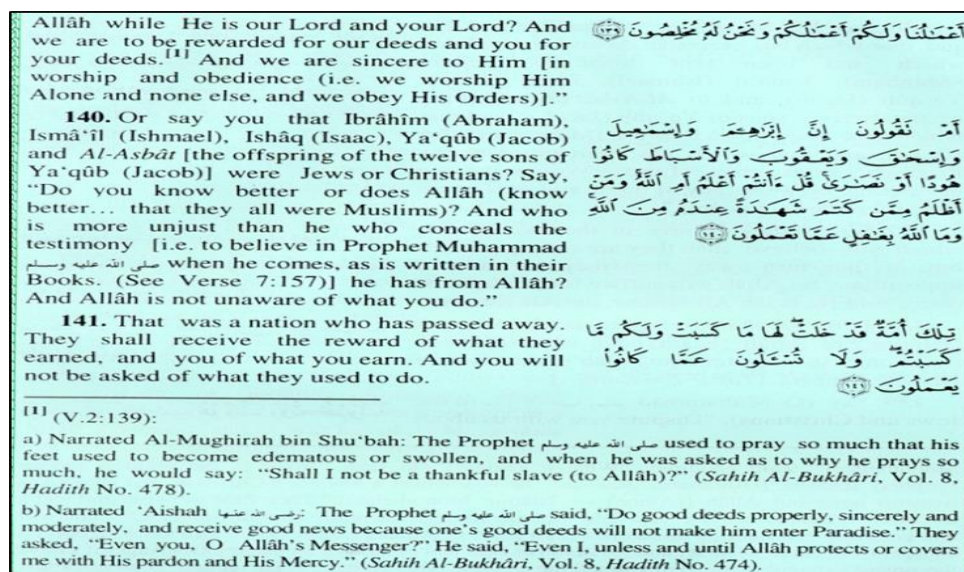 Allâh while He is our Lord and your Lord? And
we are to be rewarded for our deeds and you for
your deeds.[1] And we are sincere to Him [in
worship and obedience (i.e. we worship Him
Alone and none else, and we obey His Orders)].”
140. Or say you that Ibrâhîm (Abraham),
Ismâ‘îl (Ishmael), Ishâq (Isaac), Ya‘qûb (Jacob)
and Al-Asbât [the offspring of the twelve sons of
Ya‘qûb (Jacob)] were Jews or Christians? Say,
“Do you know better or does Allâh (know
better... that they all were Muslims)? And who
is more unjust than he who conceals the
testimony [i.e. to believe in Prophet Muhammad
صلى الله عليه وسلم when he comes, as is written in their
Books. (See Verse 7:157)] he has from Allâh?
And Allâh is not unaware of what you do.”
141. That was a nation who has passed away.
They shall receive the reward of what they
earned, and you of what you earn. And you will
not be asked of what they used to do.
أَعْمَـٰلُنَا وَلَكُمْ أَعْمَـٰلُكُمْ وَنَحْنُ لَهُۥ مُخْلِصُونَ ﴿١٣٩﴾
أَمْ نَقُولُونَ إِنَّ إِبْرَٰهِـۧمَ وَإِسْمَـٰعِيلَ
وَإِسْحَـٰقَ وَيَعْقُوبَ وَٱلْأَسْبَاطَ كَانُوا۟
هُودًا أَوْ نَصَـٰرَىٰ ۗ قُلْ ءَأَنتُمْ أَعْلَمُ أَمِ ٱللَّهُ ۗ وَمَنْ
أَظْلَمُ مِمَّن كَتَمَ شَهَـٰدَةً عِندَهُۥ مِنَ ٱللَّهِ ۗ
وَمَا ٱللَّهُ بِغَـٰفِلٍ عَمَّا تَعْمَلُونَ ﴿١٤٠﴾
تِلْكَ أُمَّةٌ قَدْ خَلَتْ ۖ لَهَا مَا كَسَبَتْ وَلَكُم مَّا
كَسَبْتُمْ ۖ وَلَا تُسْـَٔلُونَ عَمَّا كَانُوا۟
يَعْمَلُونَ ﴿١٤١﴾
[1] (V.2:139):
a) Narrated Al-Mughirah bin Shu‘bah: The Prophet صلى الله عليه وسلم used to pray so much that his
feet used to become edematous or swollen, and when he was asked as to why he prays so
much, he would say: “Shall I not be a thankful slave (to Allâh)?” (Sahih Al-Bukhâri, Vol. 8,
Hadith No. 478).
b) Narrated ‘Aishah رضى الله عنها: The Prophet صلى الله عليه وسلم said, “Do good deeds properly, sincerely and
moderately, and receive good news because one’s good deeds will not make him enter Paradise.” They
asked, “Even you, O Allâh’s Messenger?” He said, “Even I, unless and until Allâh protects or covers
me with His pardon and His Mercy.” (Sahih Al-Bukhâri, Vol. 8, Hadith No. 474).